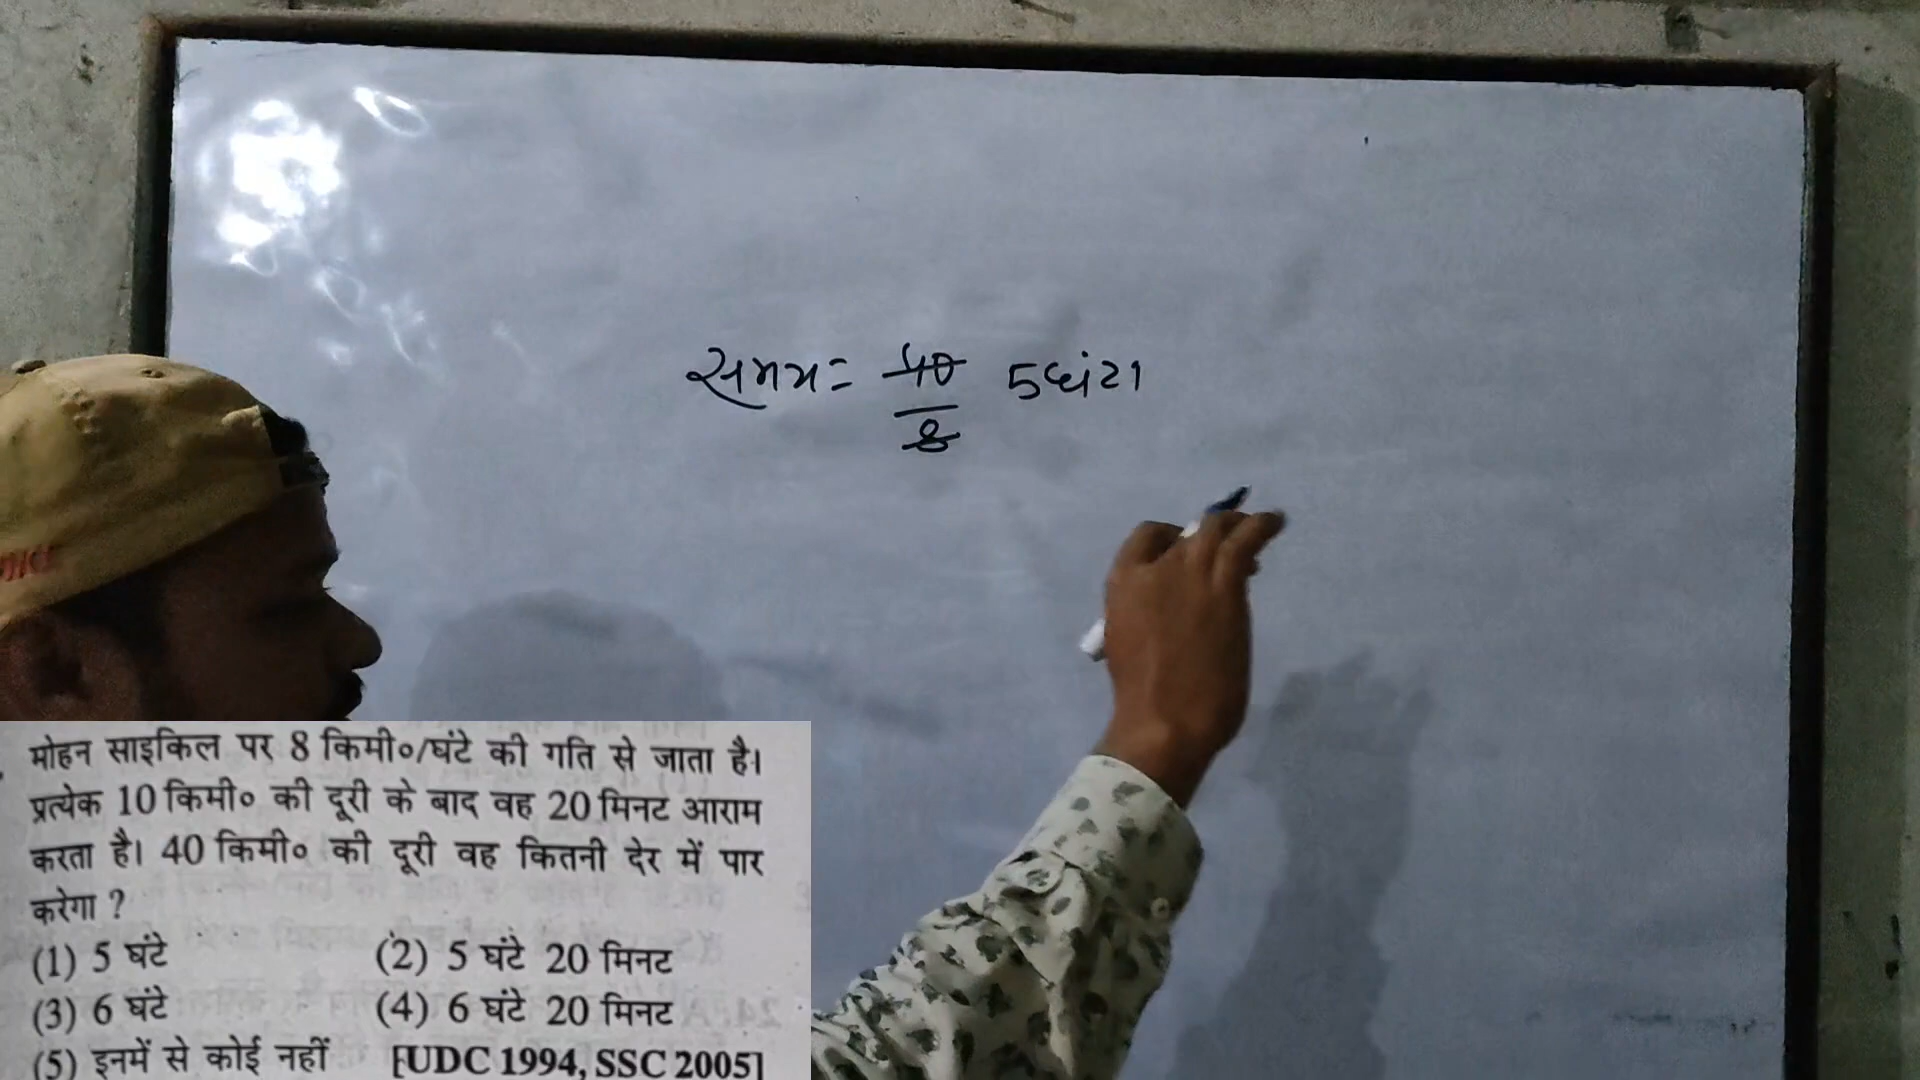 समय = 40 5 घंटा
8
मोहन साइकिल पर 8 किमी०/घंटे की गति से जाता है।
प्रत्येक 10 किमी० की दूरी के बाद वह 20 मिनट आराम
करता है। 40 किमी० की दूरी वह कितनी देर में पार
करेगा ?
(1) 5 घंटे (2) 5 घंटे 20 मिनट
(3) 6 घंटे (4) 6 घंटे 20 मिनट
(5) इनमें से कोई नहीं [UDC 1994, SSC 2005]